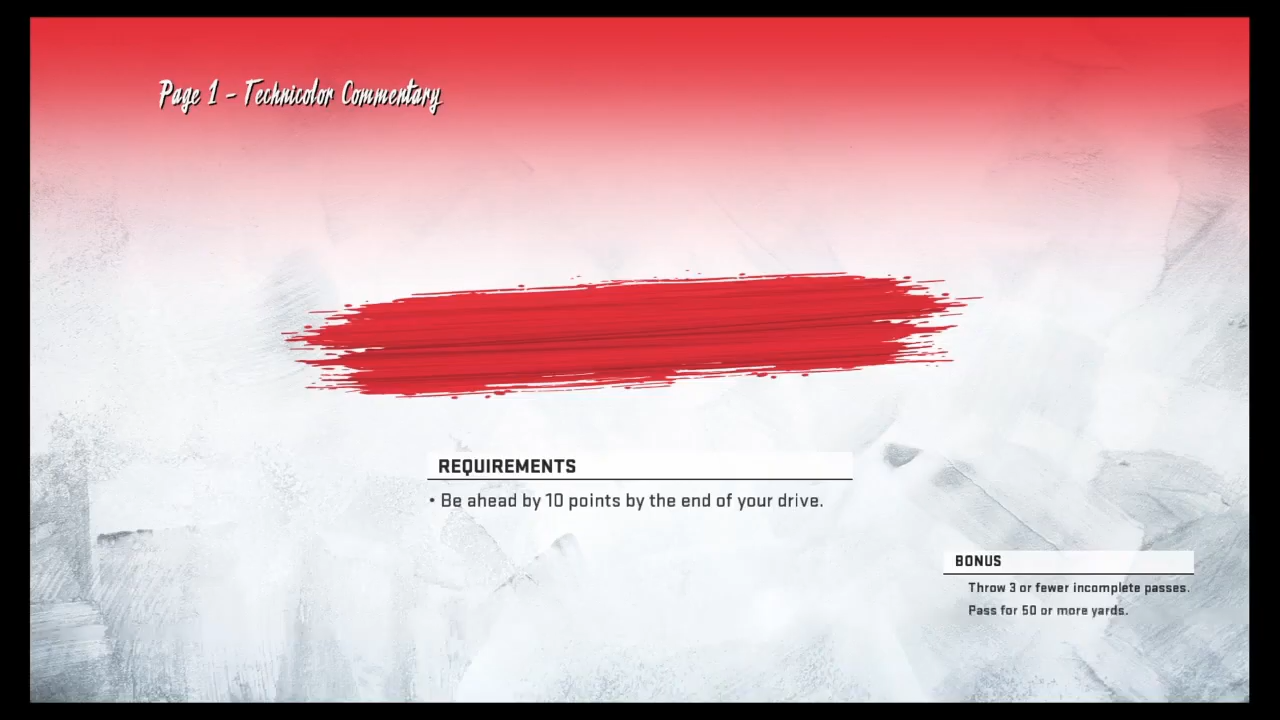 Page 1 - Technicolor Commentary
REQUIREMENTS
• Be ahead by 10 points by the end of your drive.
BONUS
Throw 3 or fewer incomplete passes.
Pass for 50 or more yards.